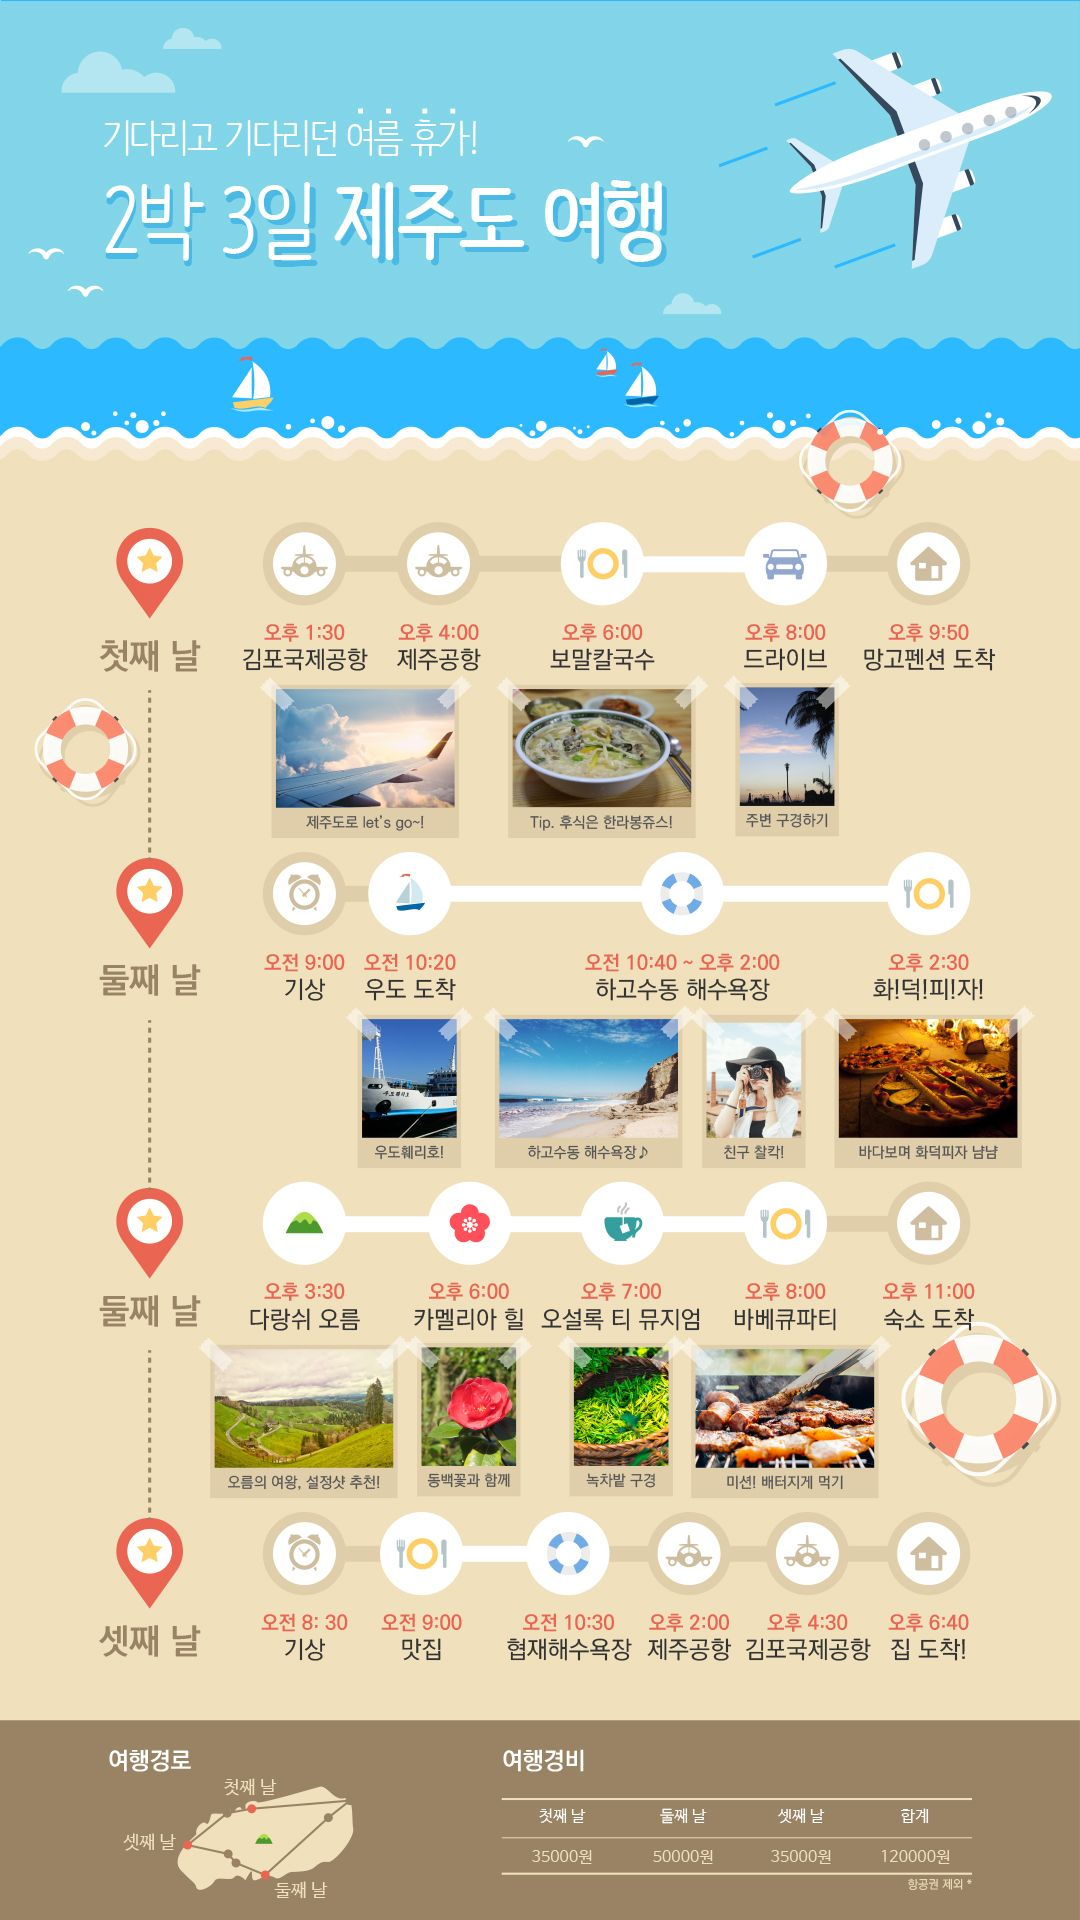 기다리고 기다리던 여름 휴가!
2박 3일 제주도 여행
첫째 날
오후 1:30
김포국제공항
오후 4:00
제주공항
오후 6:00
보말칼국수
오후 8:00
드라이브
오후 9:50
망고펜션 도착
제주도로 let's go~!
Tip. 후식은 한라봉쥬스!
주변 구경하기
둘째 날
오전 9:00
기상
오전 10:20
우도 도착
오전 10:40 ~ 오후 2:00
하고수동 해수욕장
오후 2:30
화!덕!피!자!
우도훼리호!
하고수동 해수욕장♪
친구 찰칵!
바다보며 화덕피자 냠냠
둘째 날
오후 3:30
다랑쉬 오름
오후 6:00
카멜리아 힐
오후 7:00
오설록 티 뮤지엄
오후 8:00
바베큐파티
오후 11:00
숙소 도착
오름의 여왕, 설정샷 추천!
동백꽃과 함께
녹차밭 구경
미션! 배터지게 먹기
셋째 날
오전 8: 30
기상
오전 9:00
맛집
오전 10:30
협재해수욕장
오후 2:00
제주공항
오후 4:30
김포국제공항
오후 6:40
집 도착!
여행경로
첫째 날
셋째 날
둘째 날
여행경비
첫째 날 둘째 날 셋째 날 합계
35000원 50000원 35000원 120000원
항공권 제외 *